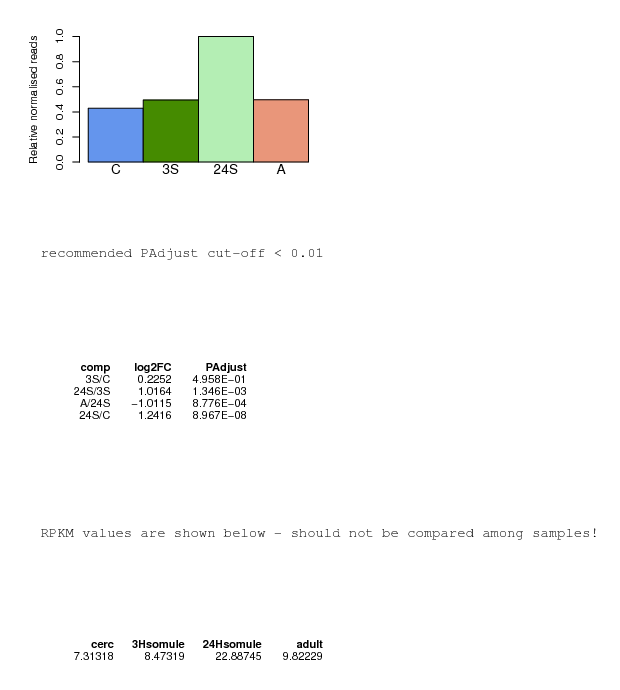 Relative normalised reads
1.0
0.8
0.6
0.4
0.2
0.0
C 3S 24S A
recommended PAdjust cut-off < 0.01
comp log2FC PAdjust
3S/C 0.2252 4.958E−01
24S/3S 1.0164 1.346E−03
A/24S −1.0115 8.776E−04
24S/C 1.2416 8.967E−08
RPKM values are shown below - should not be compared among samples!
cerc 3Hsomule 24Hsomule adult
7.31318 8.47319 22.88745 9.82229